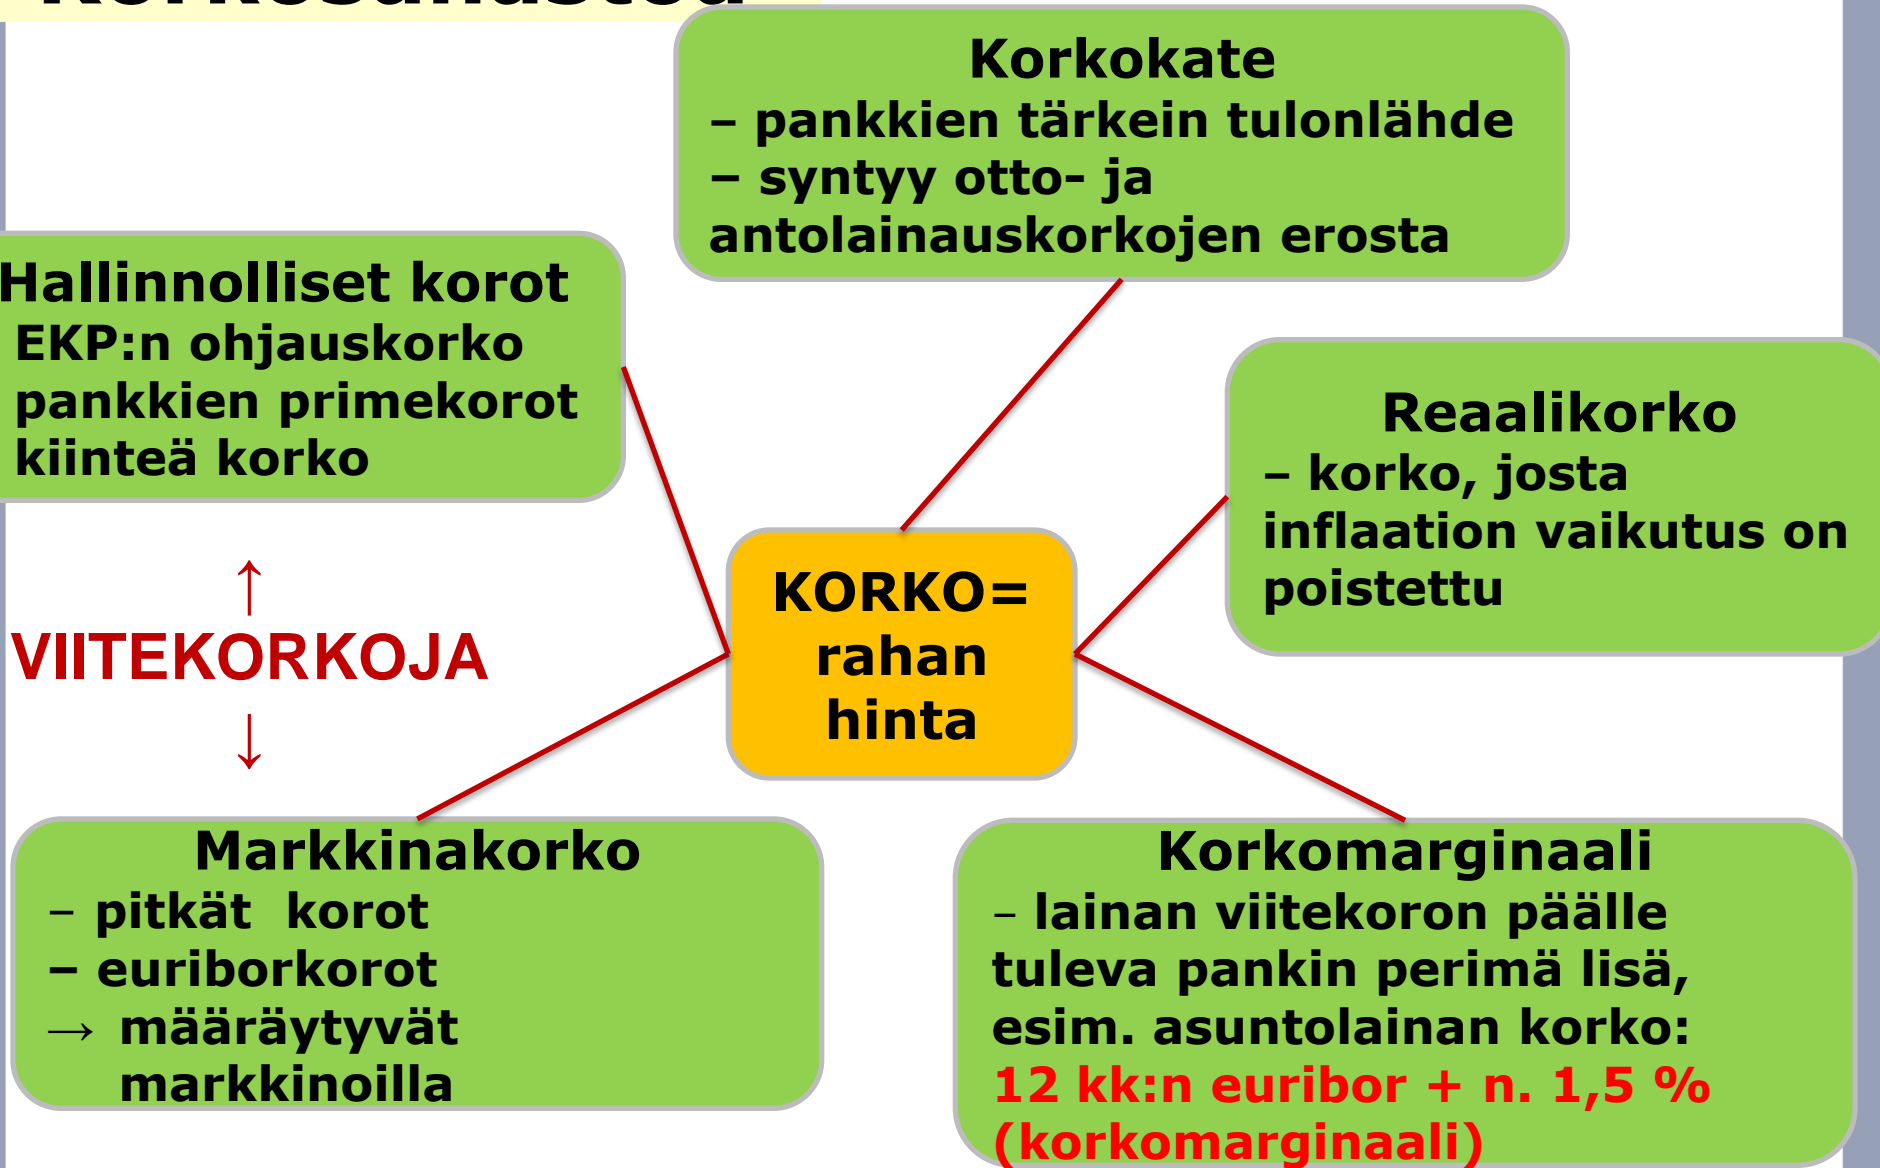 Korkokate
– pankkien tärkein tulonlähde
– syntyy otto- ja
antolainauskorkojen erosta
Hallinnolliset korot
EKP:n ohjauskorko
pankkien primekorot
kiinteä korko
Reaalikorko
– korko, josta
inflaation vaikutus on
poistettu
KORKO=
rahan
hinta
↑
VIITEKORKOJA
↓
Markkinakorko
– pitkät korot
– euriborkorot
→ määräytyvät
markkinoilla
Korkomarginaali
– lainan viitekoron päälle
tuleva pankin perimä lisä,
esim. asuntolainan korko:
12 kk:n euribor + n. 1,5 %
(korkomarginaali)